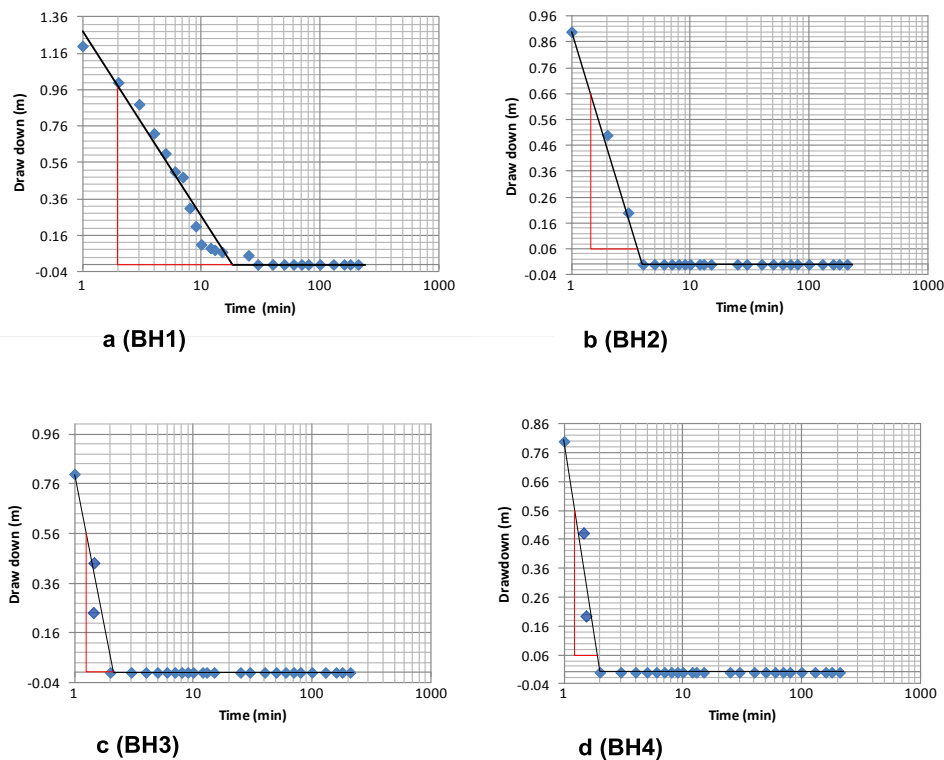 1.36
1.16
0.96
0.76
0.56
0.36
0.16
-0.04
Draw down (m)
1 10 100 1000
Time (min)
a (BH1)
0.96
0.86
0.76
0.66
0.56
0.46
0.36
0.26
0.16
0.06
-0.04
Draw down (m)
1 10 100 1000
Time (min)
b (BH2)
0.96
0.76
0.56
0.36
0.16
-0.04
Draw down (m)
1 10 100 1000
Time (min)
c (BH3)
0.86
0.76
0.66
0.56
0.46
0.36
0.26
0.16
0.06
-0.04
Drawdown (m)
1 10 100 1000
Time (min)
d (BH4)